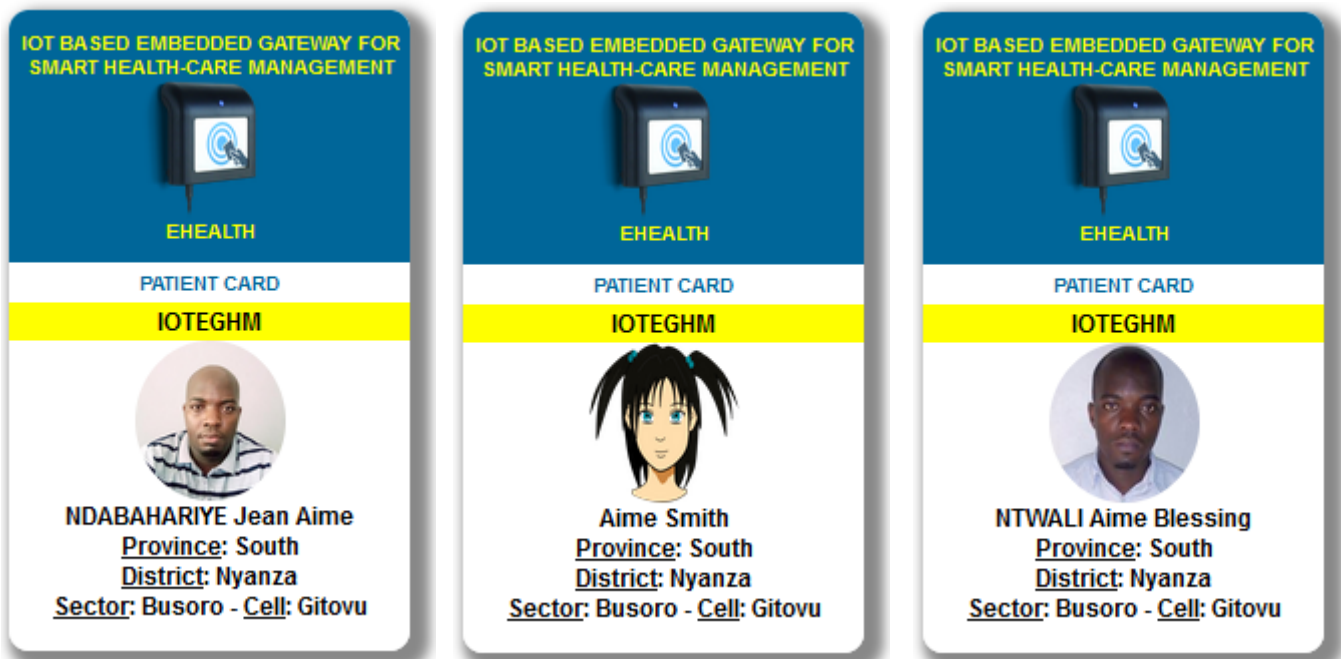 IOT BASED EMBEDDED GATEWAY FOR
SMART HEALTH-CARE MANAGEMENT
EHEALTH
PATIENT CARD
IOTEGHM
NDABAHARIYE Jean Aime
Province: South
District: Nyanza
Sector: Busoro - Cell: Gitovu
IOT BASED EMBEDDED GATEWAY FOR
SMART HEALTH-CARE MANAGEMENT
EHEALTH
PATIENT CARD
IOTEGHM
Aime Smith
Province: South
District: Nyanza
Sector: Busoro - Cell: Gitovu
IOT BASED EMBEDDED GATEWAY FOR
SMART HEALTH-CARE MANAGEMENT
EHEALTH
PATIENT CARD
IOTEGHM
NTWALI Aime Blessing
Province: South
District: Nyanza
Sector: Busoro - Cell: Gitovu